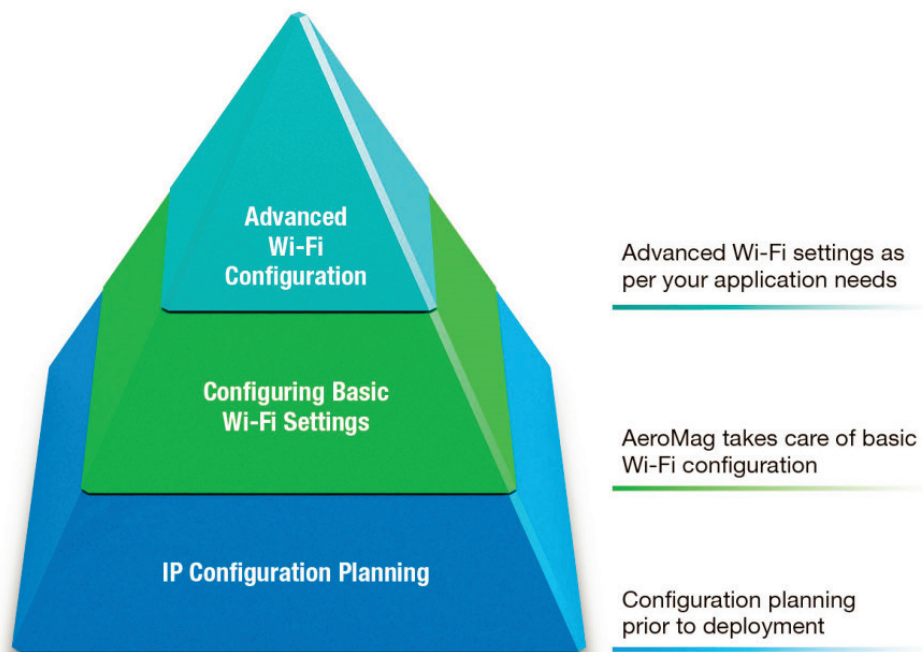 Advanced
Wi-Fi
Configuration
Advanced Wi-Fi settings as
per your application needs
Configuring Basic
Wi-Fi Settings
AeroMag takes care of basic
Wi-Fi configuration
IP Configuration Planning
Configuration planning
prior to deployment